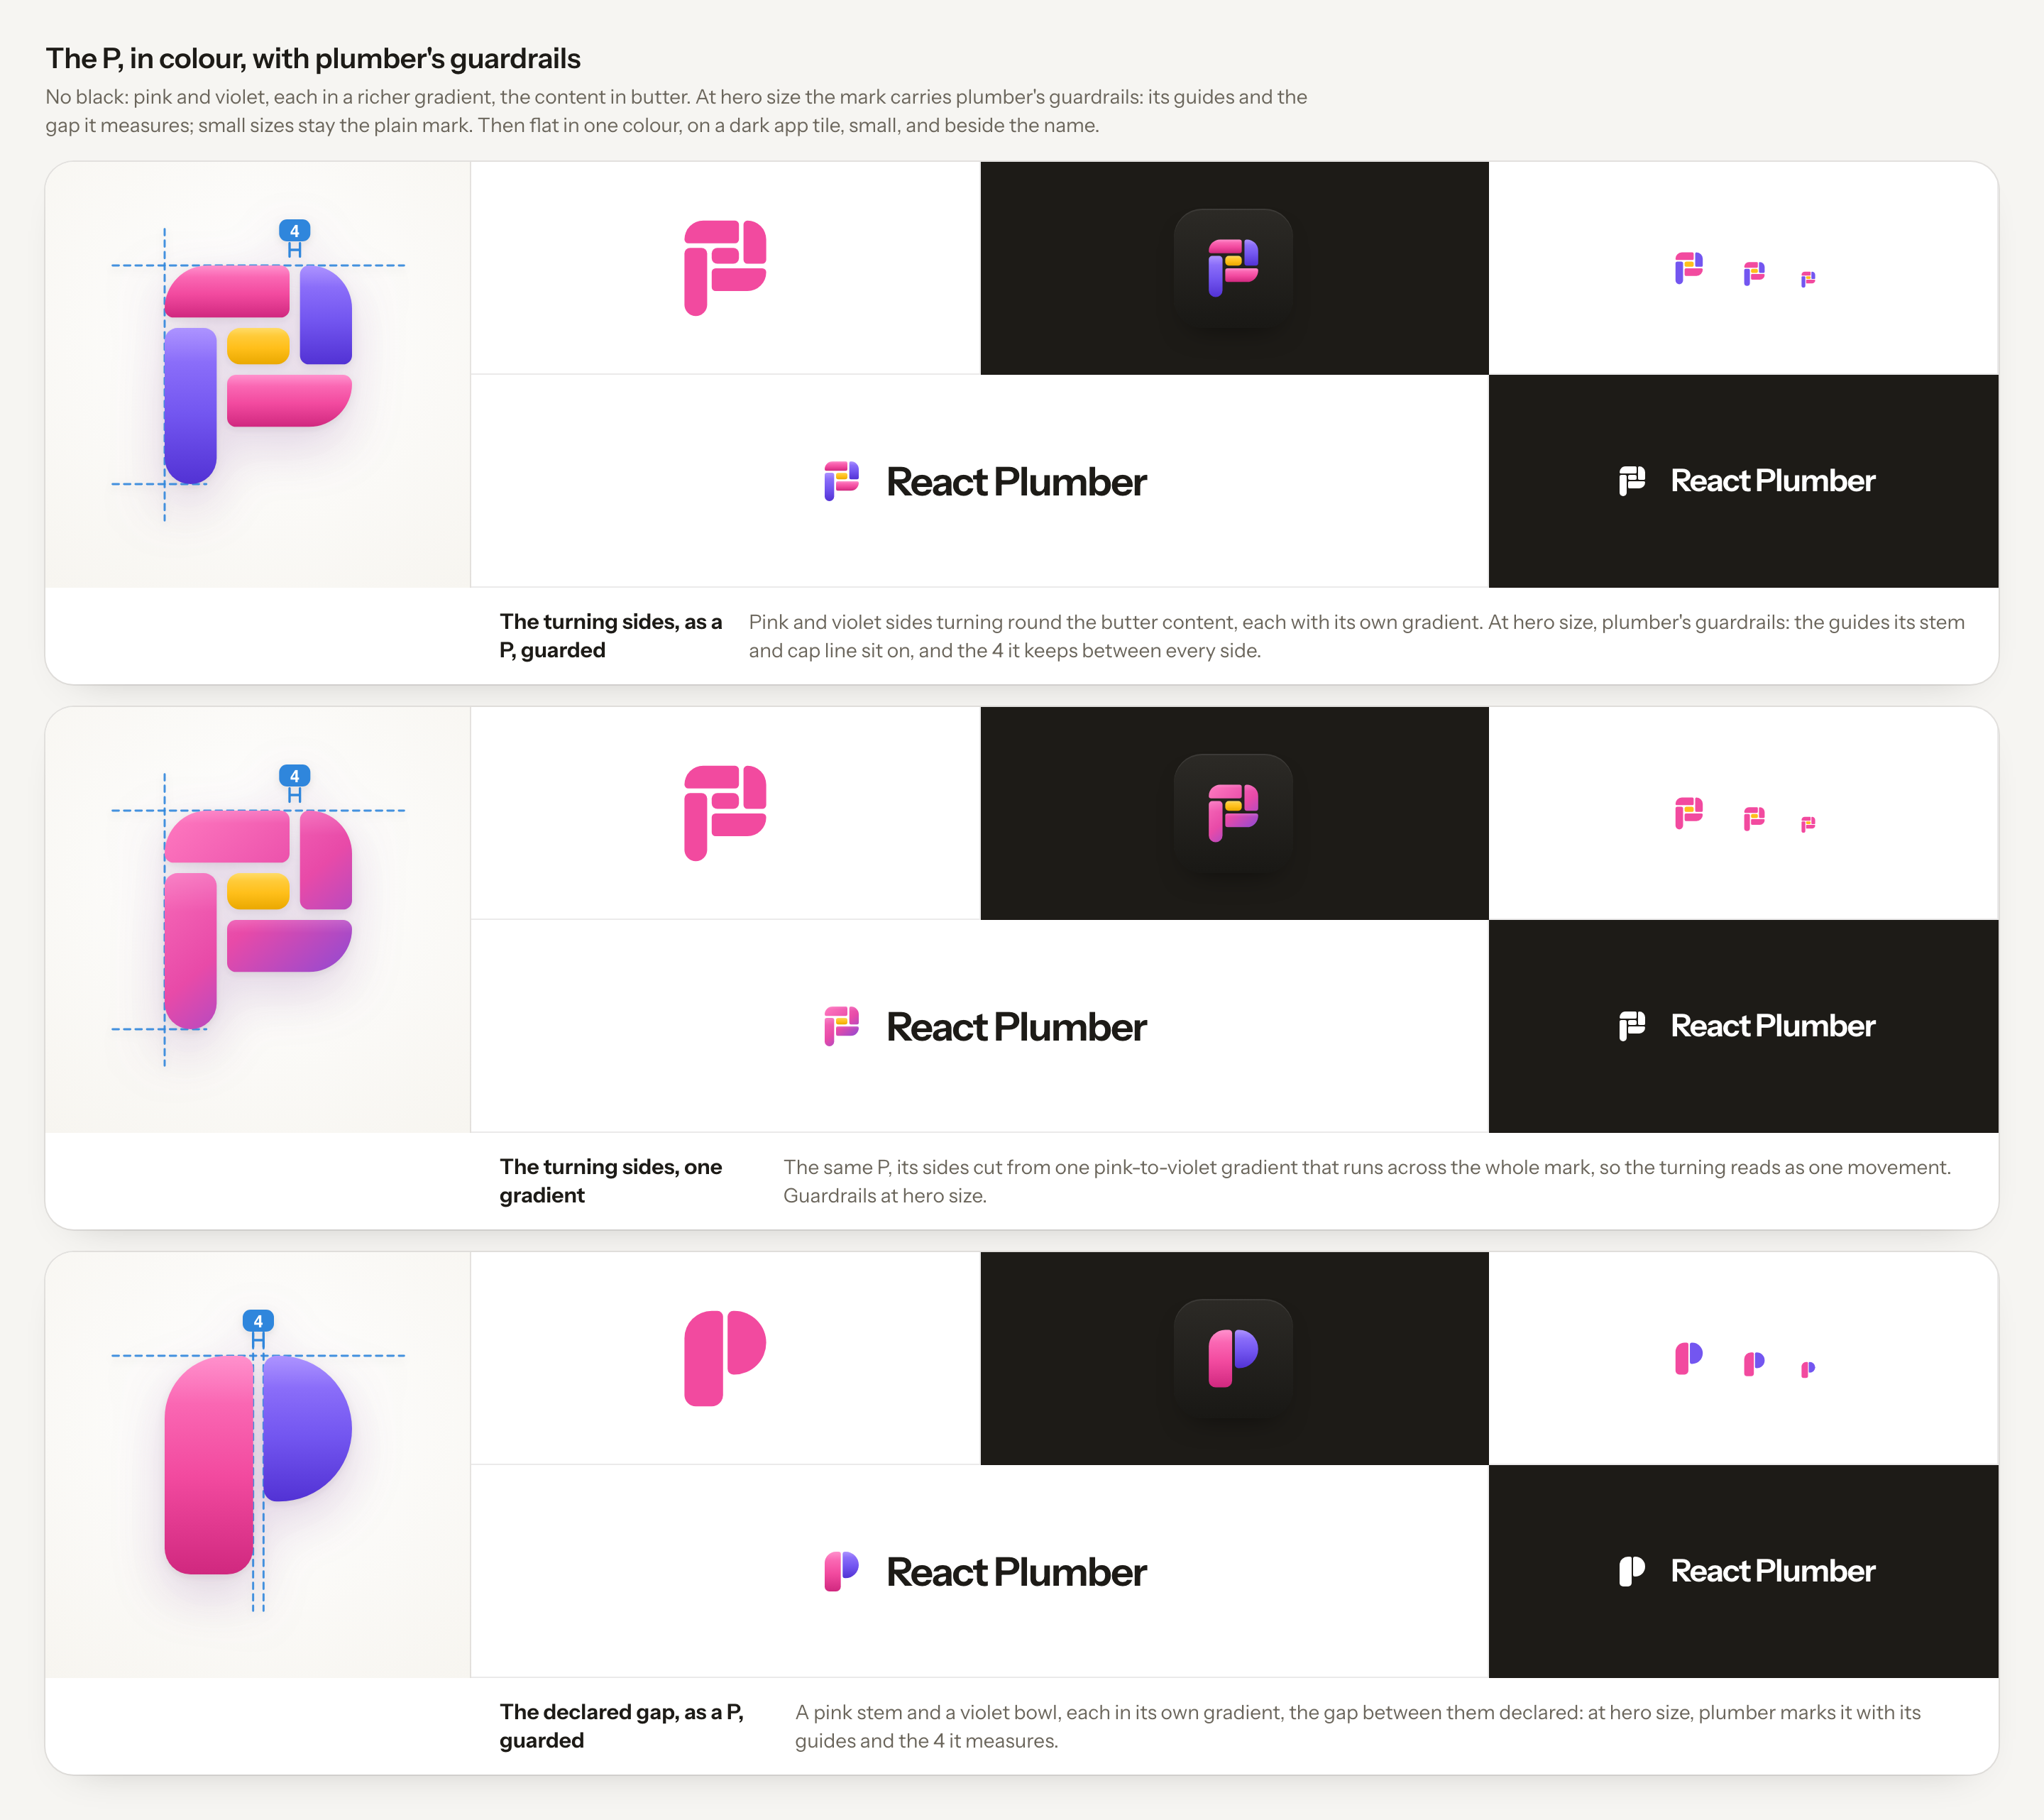 The P, in colour, with plumber's guardrails
No black: pink and violet, each in a richer gradient, the content in butter. At hero size the mark carries plumber's guardrails: its guides and the
gap it measures; small sizes stay the plain mark. Then flat in one colour, on a dark app tile, small, and beside the name.
4
React Plumber
React Plumber
The turning sides, as a
P, guarded
Pink and violet sides turning round the butter content, each with its own gradient. At hero size, plumber's guardrails: the guides its stem
and cap line sit on, and the 4 it keeps between every side.
4
React Plumber
React Plumber
The turning sides, one
gradient
The same P, its sides cut from one pink-to-violet gradient that runs across the whole mark, so the turning reads as one movement.
Guardrails at hero size.
4
React Plumber
React Plumber
The declared gap, as a P,
guarded
A pink stem and a violet bowl, each in its own gradient, the gap between them declared: at hero size, plumber marks it with its
guides and the 4 it measures.